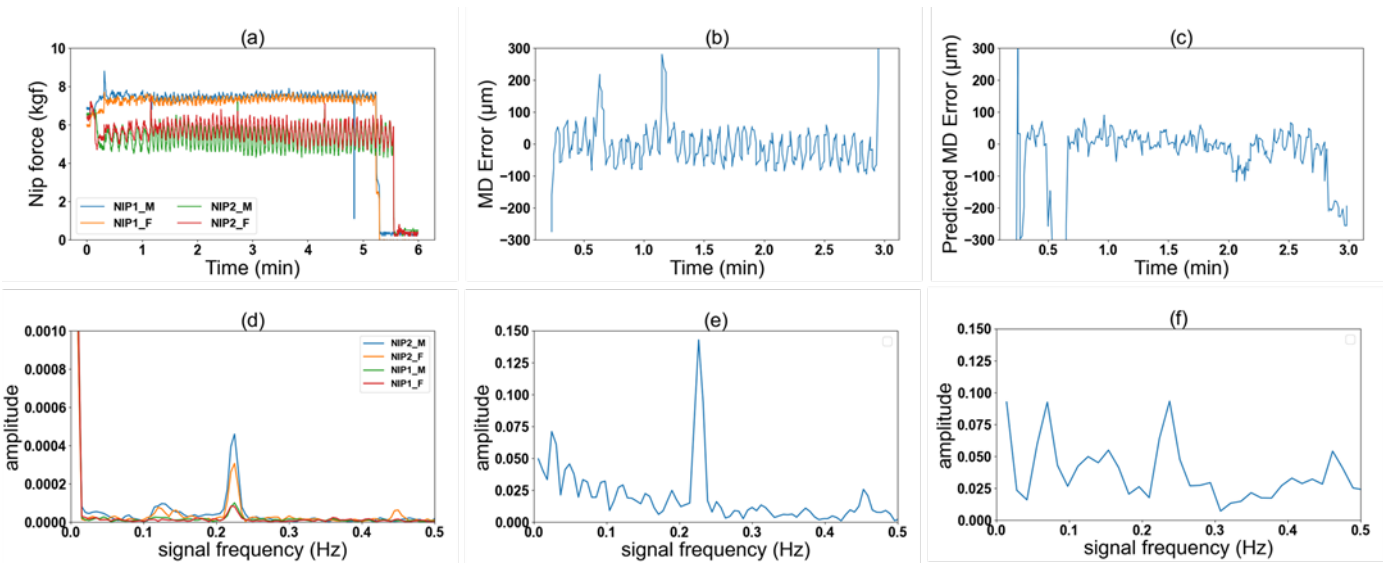 (a)
10
8
6
4
2
0
Nip force (kgf)
NIP1_M
NIP1_F
NIP2_M
NIP2_F
0 1 2 3 4 5 6
Time (min)
(b)
300
200
100
0
−100
−200
−300
MD Error (μm)
0.5 1.0 1.5 2.0 2.5 3.0
Time (min)
(c)
300
200
100
0
−100
−200
−300
Predicted MD Error (μm)
0.5 1.0 1.5 2.0 2.5 3.0
Time (min)
(d)
0.0010
0.0008
0.0006
0.0004
0.0002
0.0000
amplitude
NIP2_M
NIP2_F
NIP1_M
NIP1_F
0.0 0.1 0.2 0.3 0.4 0.5
signal frequency (Hz)
(e)
0.150
0.125
0.100
0.075
0.050
0.025
0.000
amplitude
0.0 0.1 0.2 0.3 0.4 0.5
signal frequency (Hz)
(f)
0.150
0.125
0.100
0.075
0.050
0.025
0.000
amplitude
0.0 0.1 0.2 0.3 0.4 0.5
signal frequency (Hz)